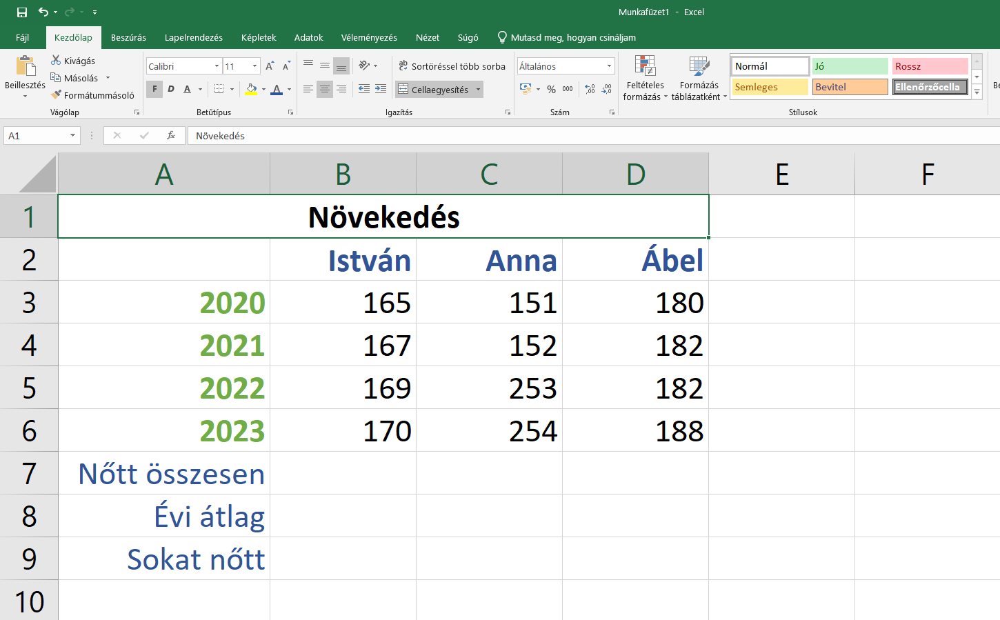 Munkafüzet1 - Excel
Fájl Kezdőlap Beszúrás Lapelrendezés Képletek Adatok Véleményezés Nézet Súgó Mutasd meg, hogyan csináljam
Beillesztés
Kivágás
Másolás
Formátummásoló
Vágólap
Calibri 11
F D A
Betűtípus
ab Sortöréssel több sorba
Cellaegyesítés
Igazítás
Általános
% 000
Szám
Feltételes formázás
Formázás táblázatként
Normál Jó Rossz
Semleges Bevitel Ellenőrzőcella
Stílusok
A1 fx Növekedés
A B C D E F
1 Növekedés
2 István Anna Ábel
3 2020 165 151 180
4 2021 167 152 182
5 2022 169 253 182
6 2023 170 254 188
7 Nőtt összesen
8 Évi átlag
9 Sokat nőtt
10